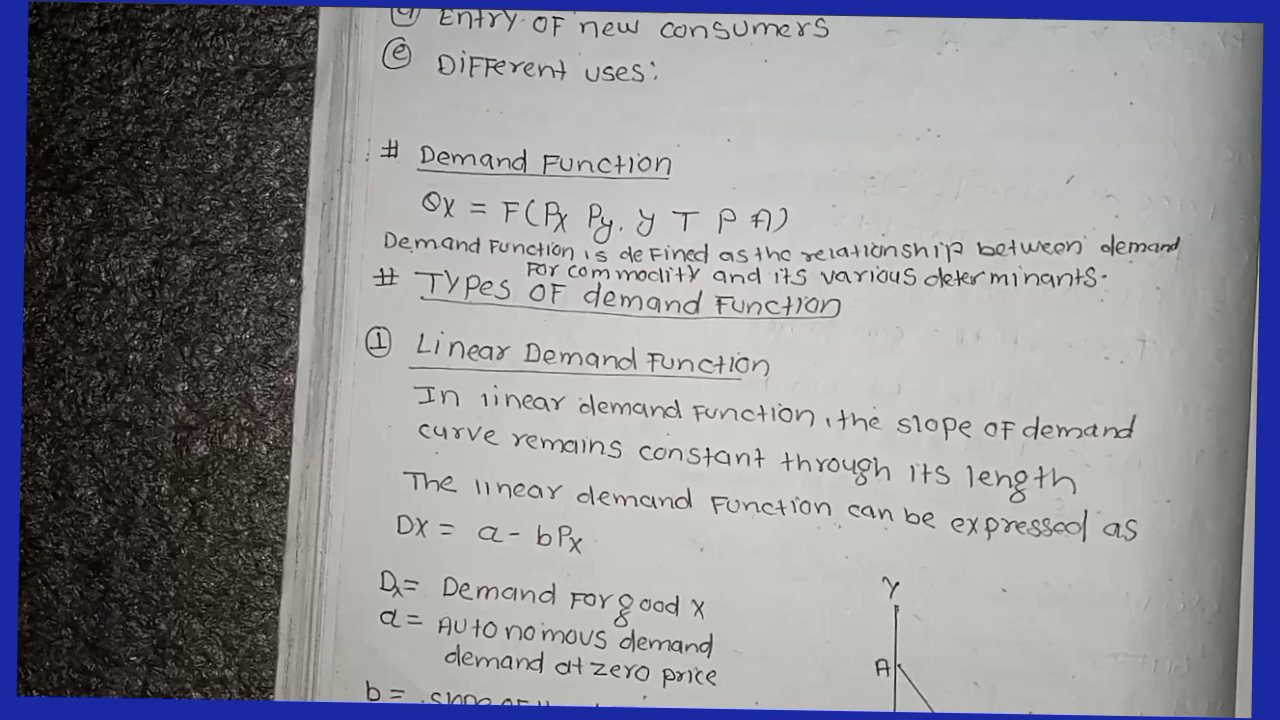 (d) Entry of new consumers
(e) Different uses:
# Demand Function
Qx = F(Px Py. y T P A)
Demand Function is defined as the relationship between demand
For commodity and its various determinants.
# Types of demand Function
(1) Linear Demand Function
In linear demand Function, the slope of demand
curve remains constant through its length
The linear demand Function can be expressed as
Dx = a - bPx
Dx = Demand For good x
a = Autonomous demand
demand at zero price
b =
Y
A